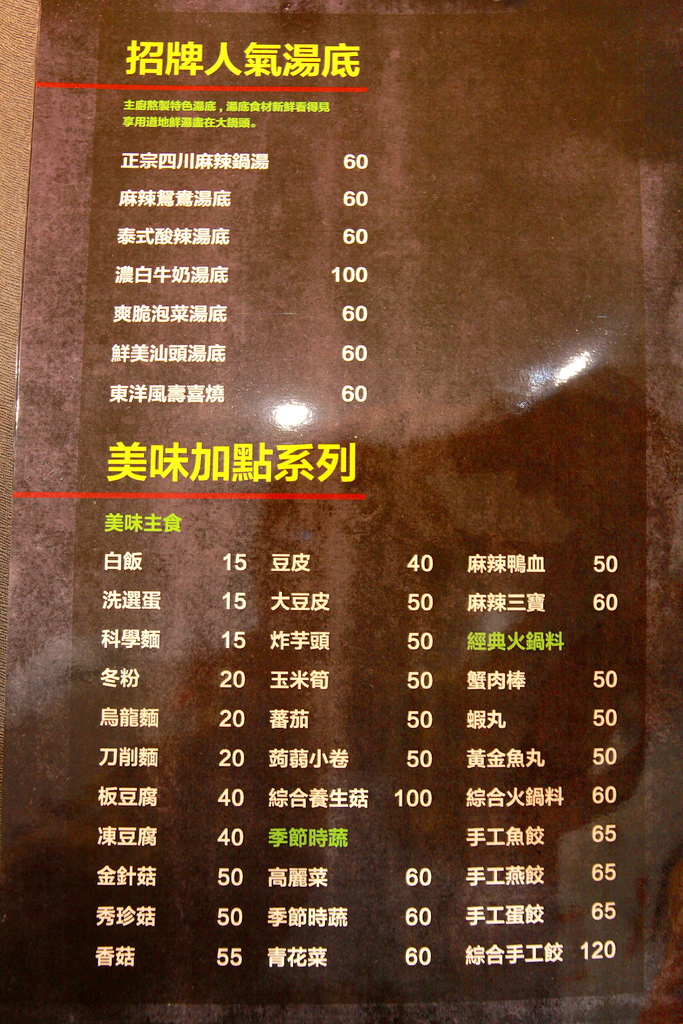 招牌人氣湯底
主廚熬製特色湯底，湯底食材新鮮看得見
享用道地鮮湯盡在大鍋頭。
正宗四川麻辣鍋湯 60
麻辣鴛鴦湯底 60
泰式酸辣湯底 60
濃白牛奶湯底 100
爽脆泡菜湯底 60
鮮美汕頭湯底 60
東洋風壽喜燒 60
美味加點系列
美味主食
白飯 15
洗選蛋 15
科學麵 15
冬粉 20
烏龍麵 20
刀削麵 20
板豆腐 40
凍豆腐 40
金針菇 50
秀珍菇 50
香菇 55
豆皮 40
大豆皮 50
炸芋頭 50
玉米筍 50
蕃茄 50
蒟蒻小卷 50
綜合養生菇 100
季節時蔬
高麗菜 60
季節時蔬 60
青花菜 60
麻辣鴨血 50
麻辣三寶 60
經典火鍋料
蟹肉棒 50
蝦丸 50
黃金魚丸 50
綜合火鍋料 60
手工魚餃 65
手工燕餃 65
手工蛋餃 65
綜合手工餃 120